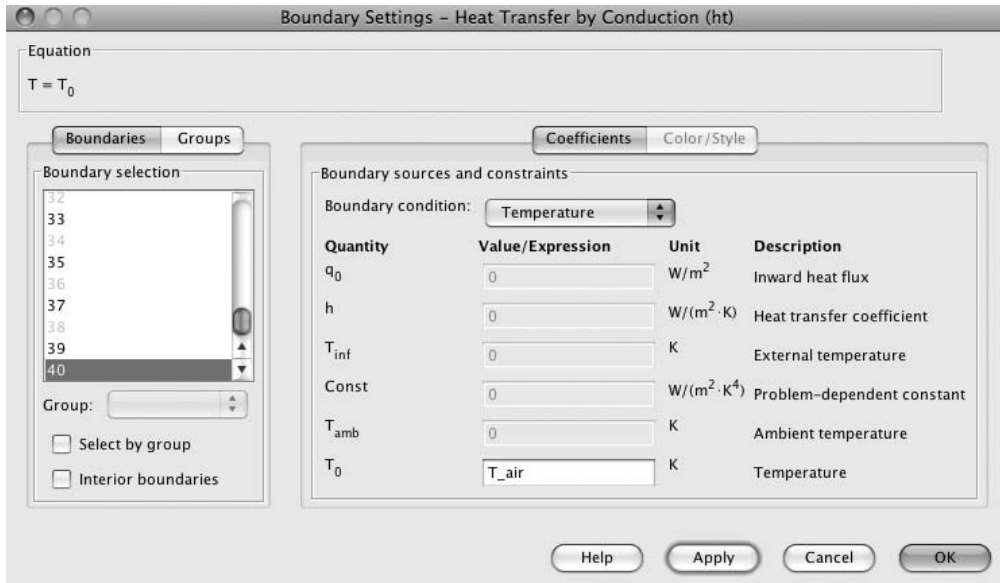 Boundary Settings – Heat Transfer by Conduction (ht)
Equation
T = T₀
Boundaries Groups
Boundary selection
32
33
34
35
36
37
38
39
40
Group:
Select by group
Interior boundaries
Coefficients Color/Style
Boundary sources and constraints
Boundary condition: Temperature
Quantity Value/Expression Unit Description
q₀ 0 W/m² Inward heat flux
h 0 W/(m²·K) Heat transfer coefficient
T_inf 0 K External temperature
Const 0 W/(m²·K⁴) Problem-dependent constant
T_amb 0 K Ambient temperature
T₀ T_air K Temperature
Help Apply Cancel OK